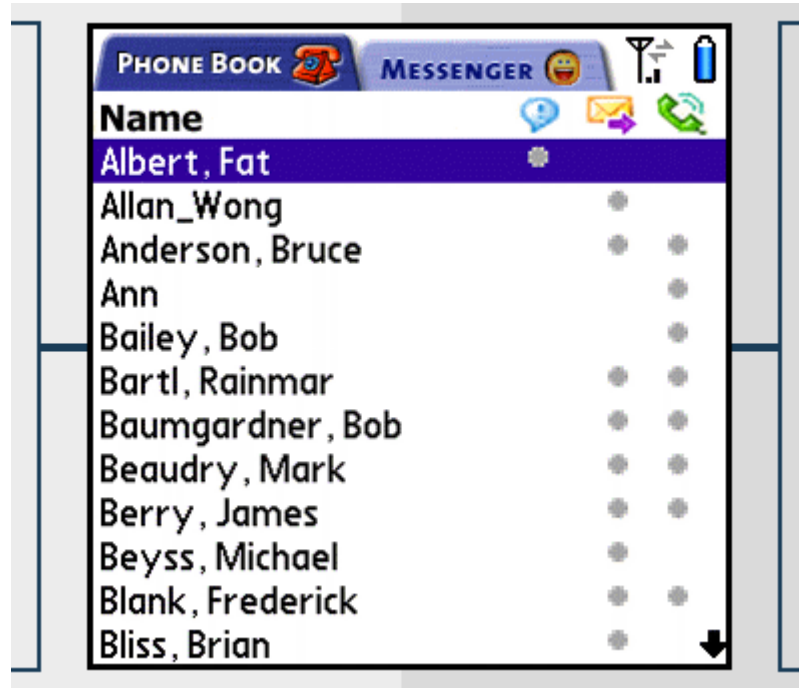 PHONE BOOK MESSENGER
Name
Albert, Fat
Allan_Wong
Anderson, Bruce
Ann
Bailey, Bob
Bartl, Rainmar
Baumgardner, Bob
Beaudry, Mark
Berry, James
Beyss, Michael
Blank, Frederick
Bliss, Brian